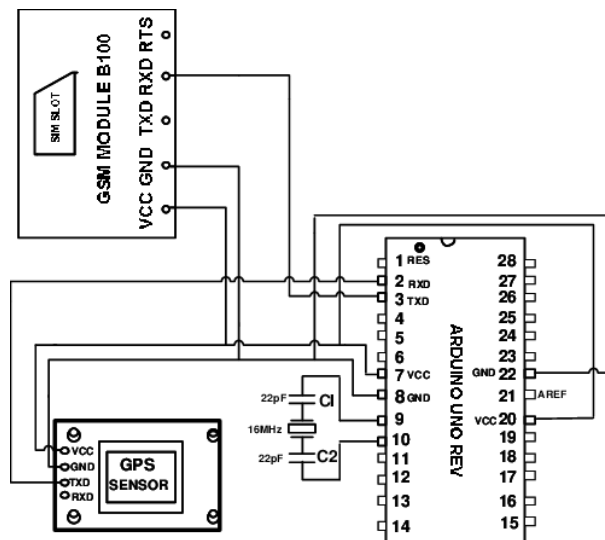 SIM SLOT
GSM MODULE B100
VCC GND TXD RXD RTS
ARDUINO UNO REV
1 RES
2 RXD
3 TXD
4
5
6
7 VCC
8 GND
9
10
11
12
13
14
28
27
26
25
24
23
GND 22
21 AREF
VCC 20
19
18
17
16
15
22pF C1
16MHz
22pF C2
VCC
GND
TXD
RXD
GPS
SENSOR